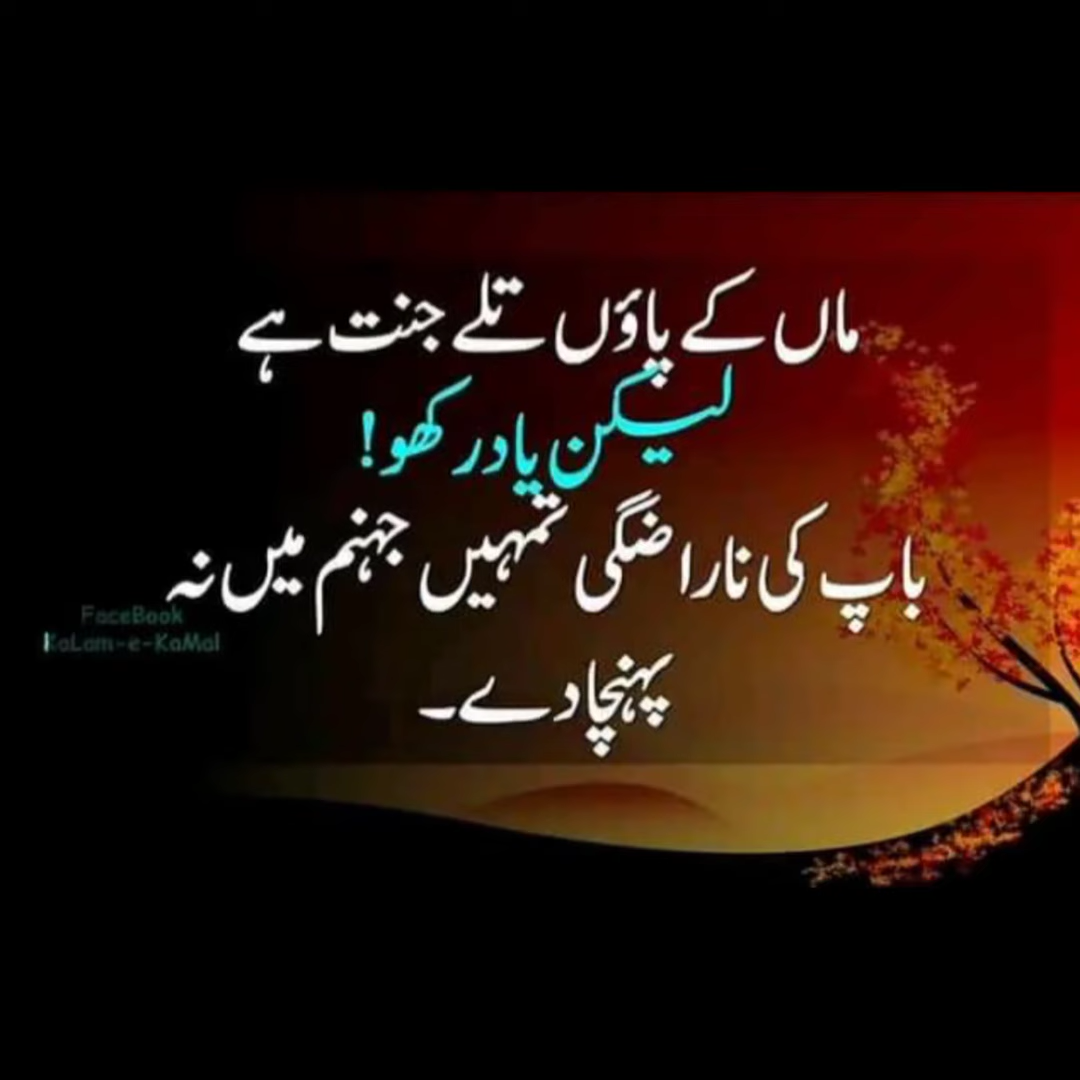 ماں کے پاؤں تلے جنت ہے
لیکن یاد رکھو!
باپ کی ناراضگی تمہیں جہنم میں نہ
پہنچا دے۔
FaceBook
KaLam-e-KaMal